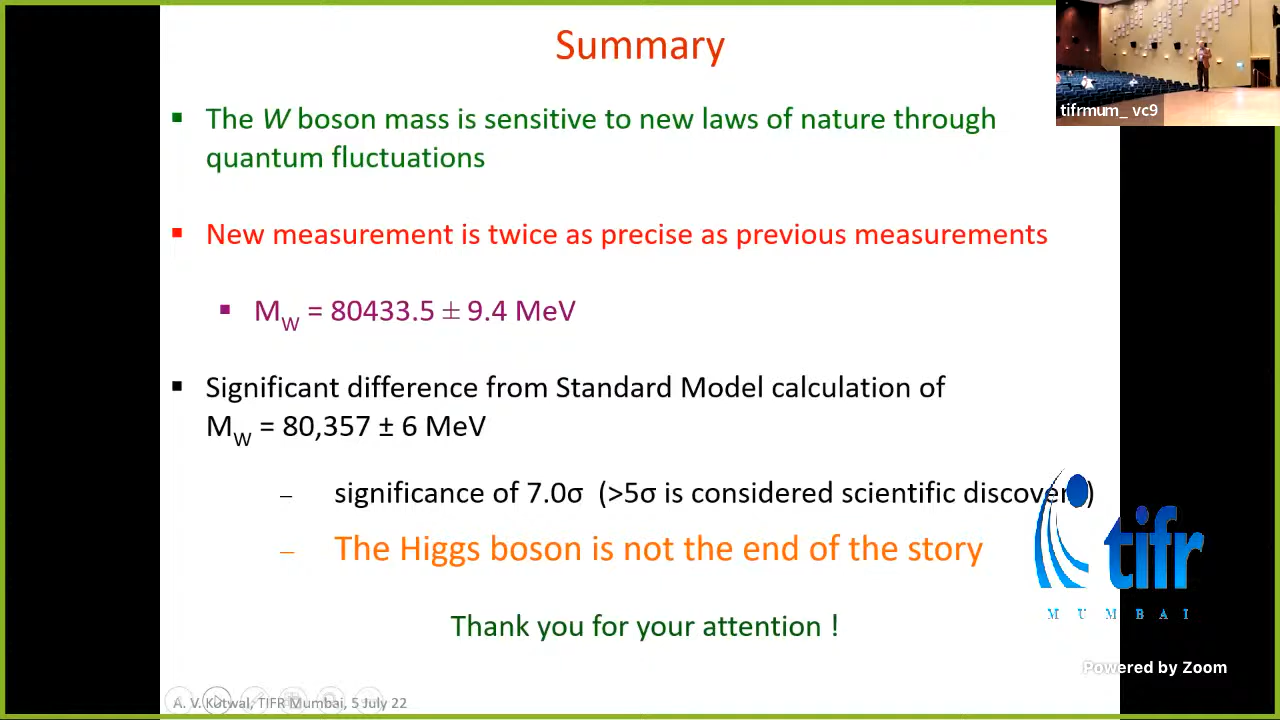 Summary
tifrmum_ vc9
▪ The W boson mass is sensitive to new laws of nature through
quantum fluctuations
▪ New measurement is twice as precise as previous measurements
▪ M_W = 80433.5 ± 9.4 MeV
▪ Significant difference from Standard Model calculation of
M_W = 80,357 ± 6 MeV
– significance of 7.0σ (>5σ is considered scientific discovery)
– The Higgs boson is not the end of the story
tifr
MUMBAI
Thank you for your attention !
Powered by Zoom
A. V. Kotwal, TIFR Mumbai, 5 July 22